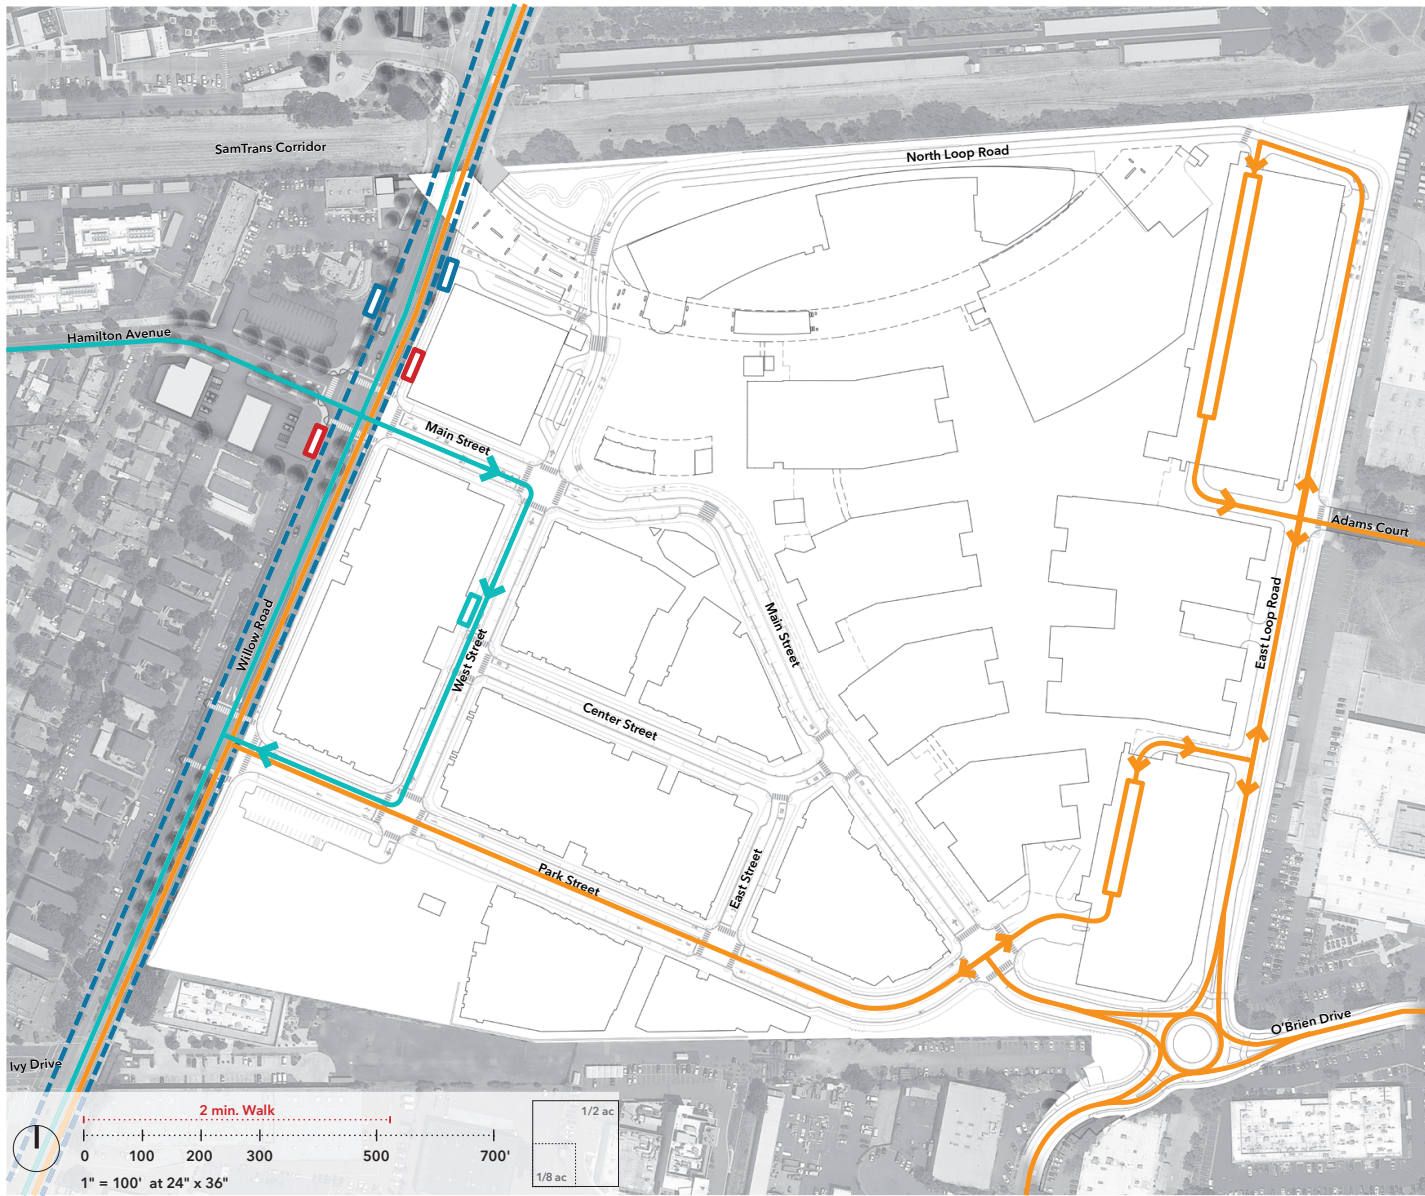 SamTrans Corridor
North Loop Road
Hamilton Avenue
Main Street
Adams Court
Willow Road
West Street
Main Street
East Loop Road
Center Street
Park Street
East Street
O'Brien Drive
Ivy Drive
2 min. Walk
0 100 200 300 500 700'
1" = 100' at 24" x 36"
1/2 ac
1/8 ac